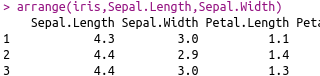 > arrange(iris,Sepal.Length,Sepal.Width)
Sepal.Length Sepal.Width Petal.Length Peta
1 4.3 3.0 1.1
2 4.4 2.9 1.4
3 4.4 3.0 1.3